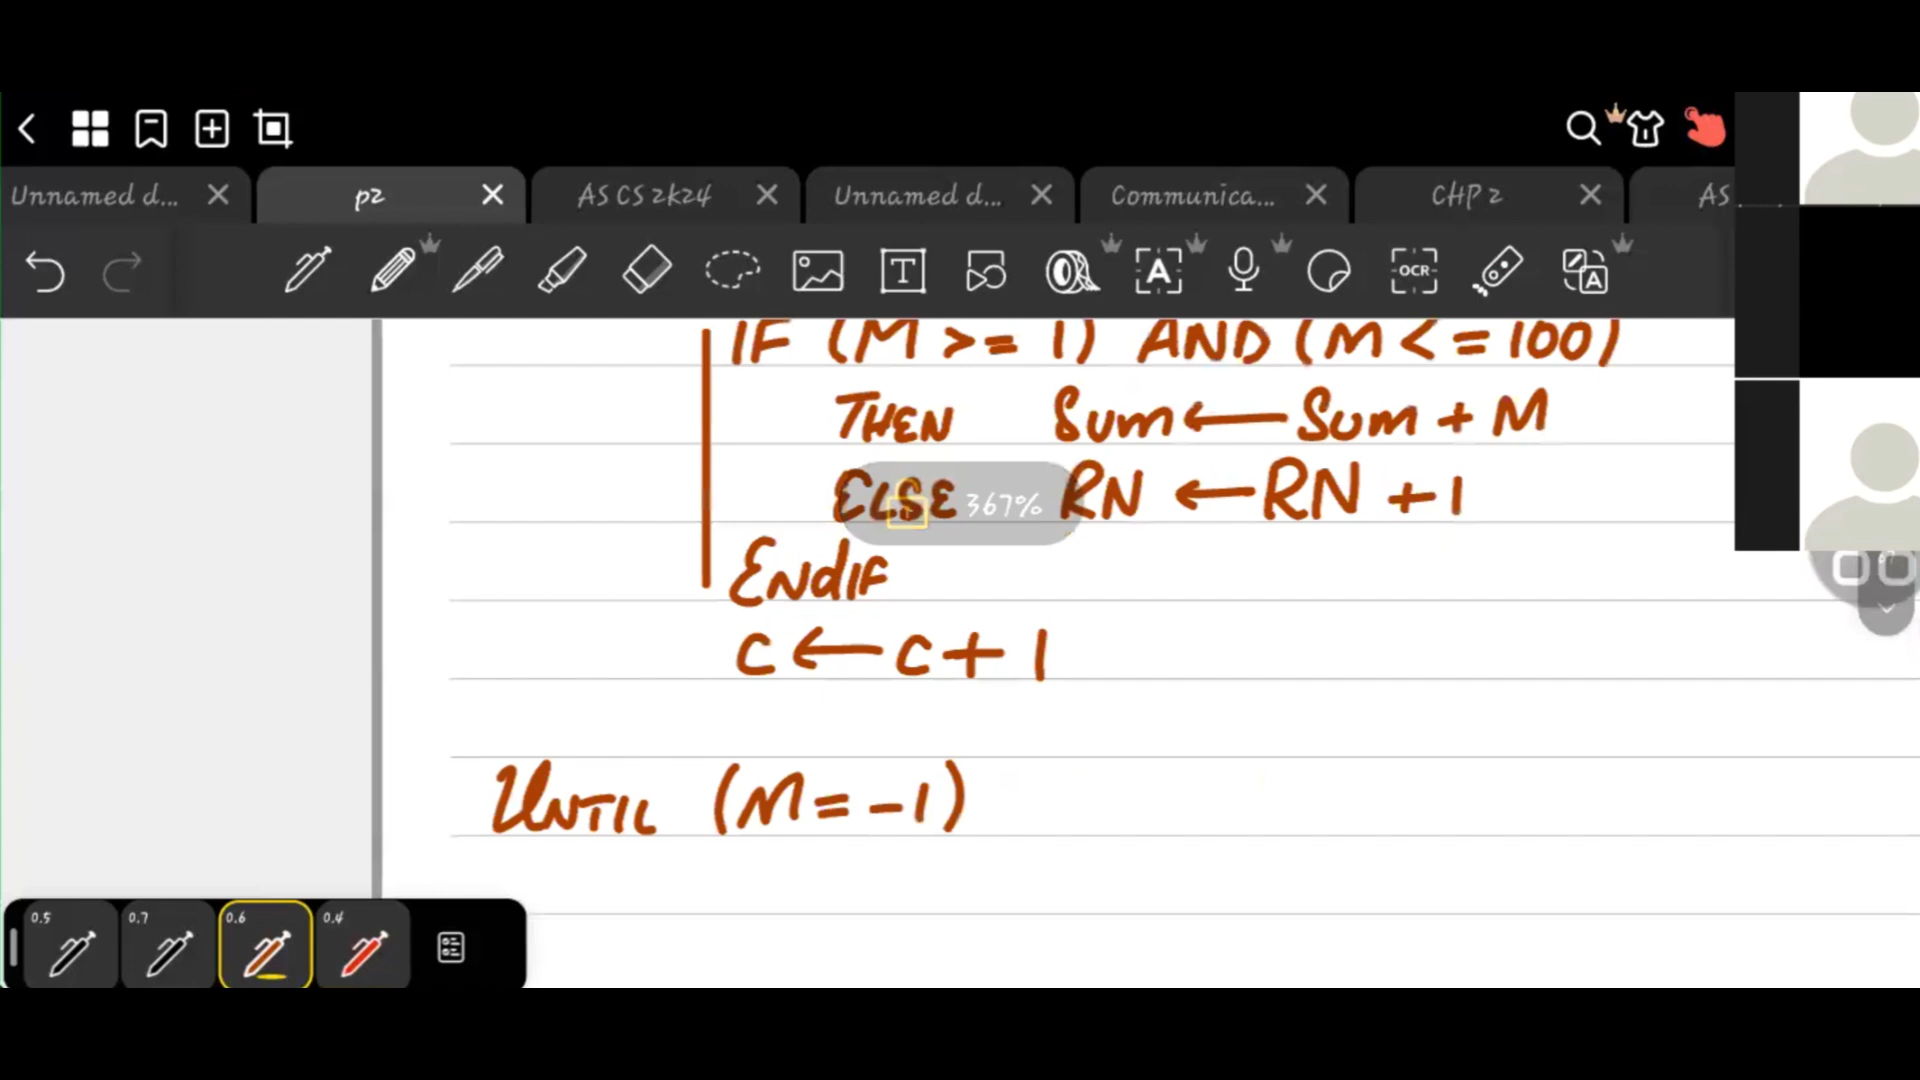 Unnamed d... p2 AS CS 2k24 Unnamed d... Communica... CHP 2 AS
T A OCR A
IF (M >= 1) AND (M <= 100)
THEN Sum ← Sum + M
ELSE RN ← RN + 1
367%
ENDIF
C ← C + 1
UNTIL (M = -1)
0.5 0.7 0.6 0.4